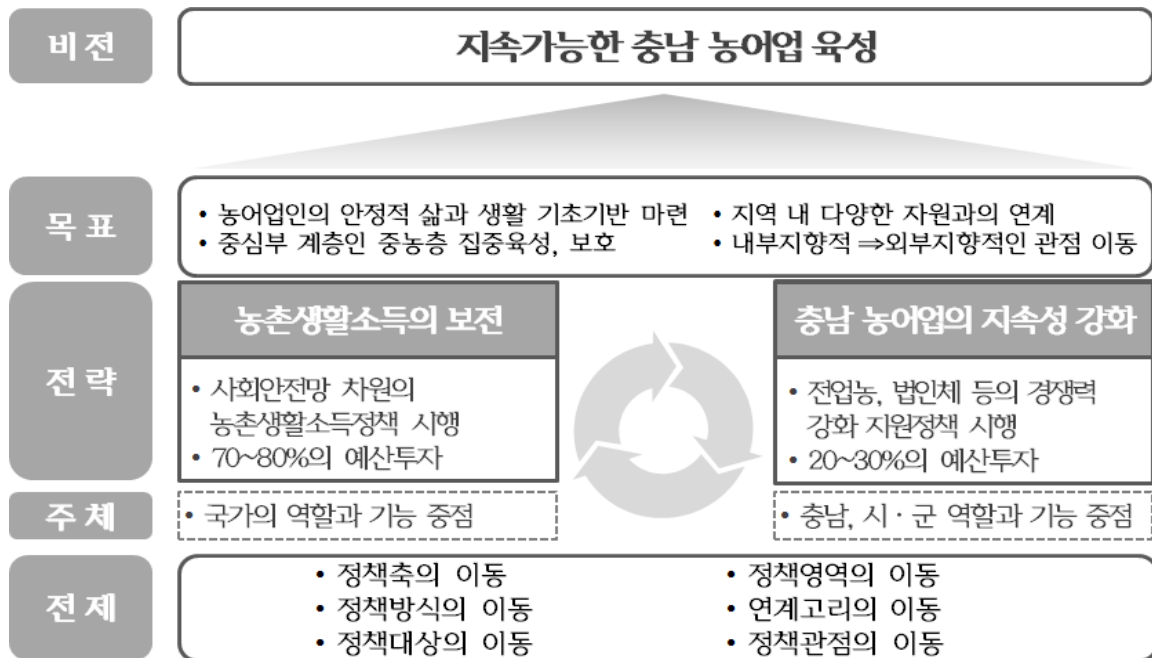 비 전
지속가능한 충남 농어업 육성
목 표
• 농어업인의 안정적 삶과 생활 기초기반 마련 • 지역 내 다양한 자원과의 연계
• 중심부 계층인 중농층 집중육성, 보호 • 내부지향적 ⇒외부지향적인 관점 이동
전 략
농촌생활소득의 보전
• 사회안전망 차원의
농촌생활소득정책 시행
• 70~80%의 예산투자
충남 농어업의 지속성 강화
• 전업농, 법인체 등의 경쟁력
강화 지원정책 시행
• 20~30%의 예산투자
주 체
• 국가의 역할과 기능 중점
• 충남, 시 · 군 역할과 기능 중점
전 제
• 정책축의 이동 • 정책영역의 이동
• 정책방식의 이동 • 연계고리의 이동
• 정책대상의 이동 • 정책관점의 이동